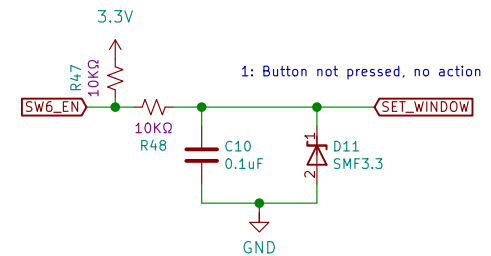 3.3V
R47
10KΩ
1: Button not pressed, no action
SW6_EN
SET_WINDOW
10KΩ
R48
C10
0.1uF
1
D11
SMF3.3
2
GND